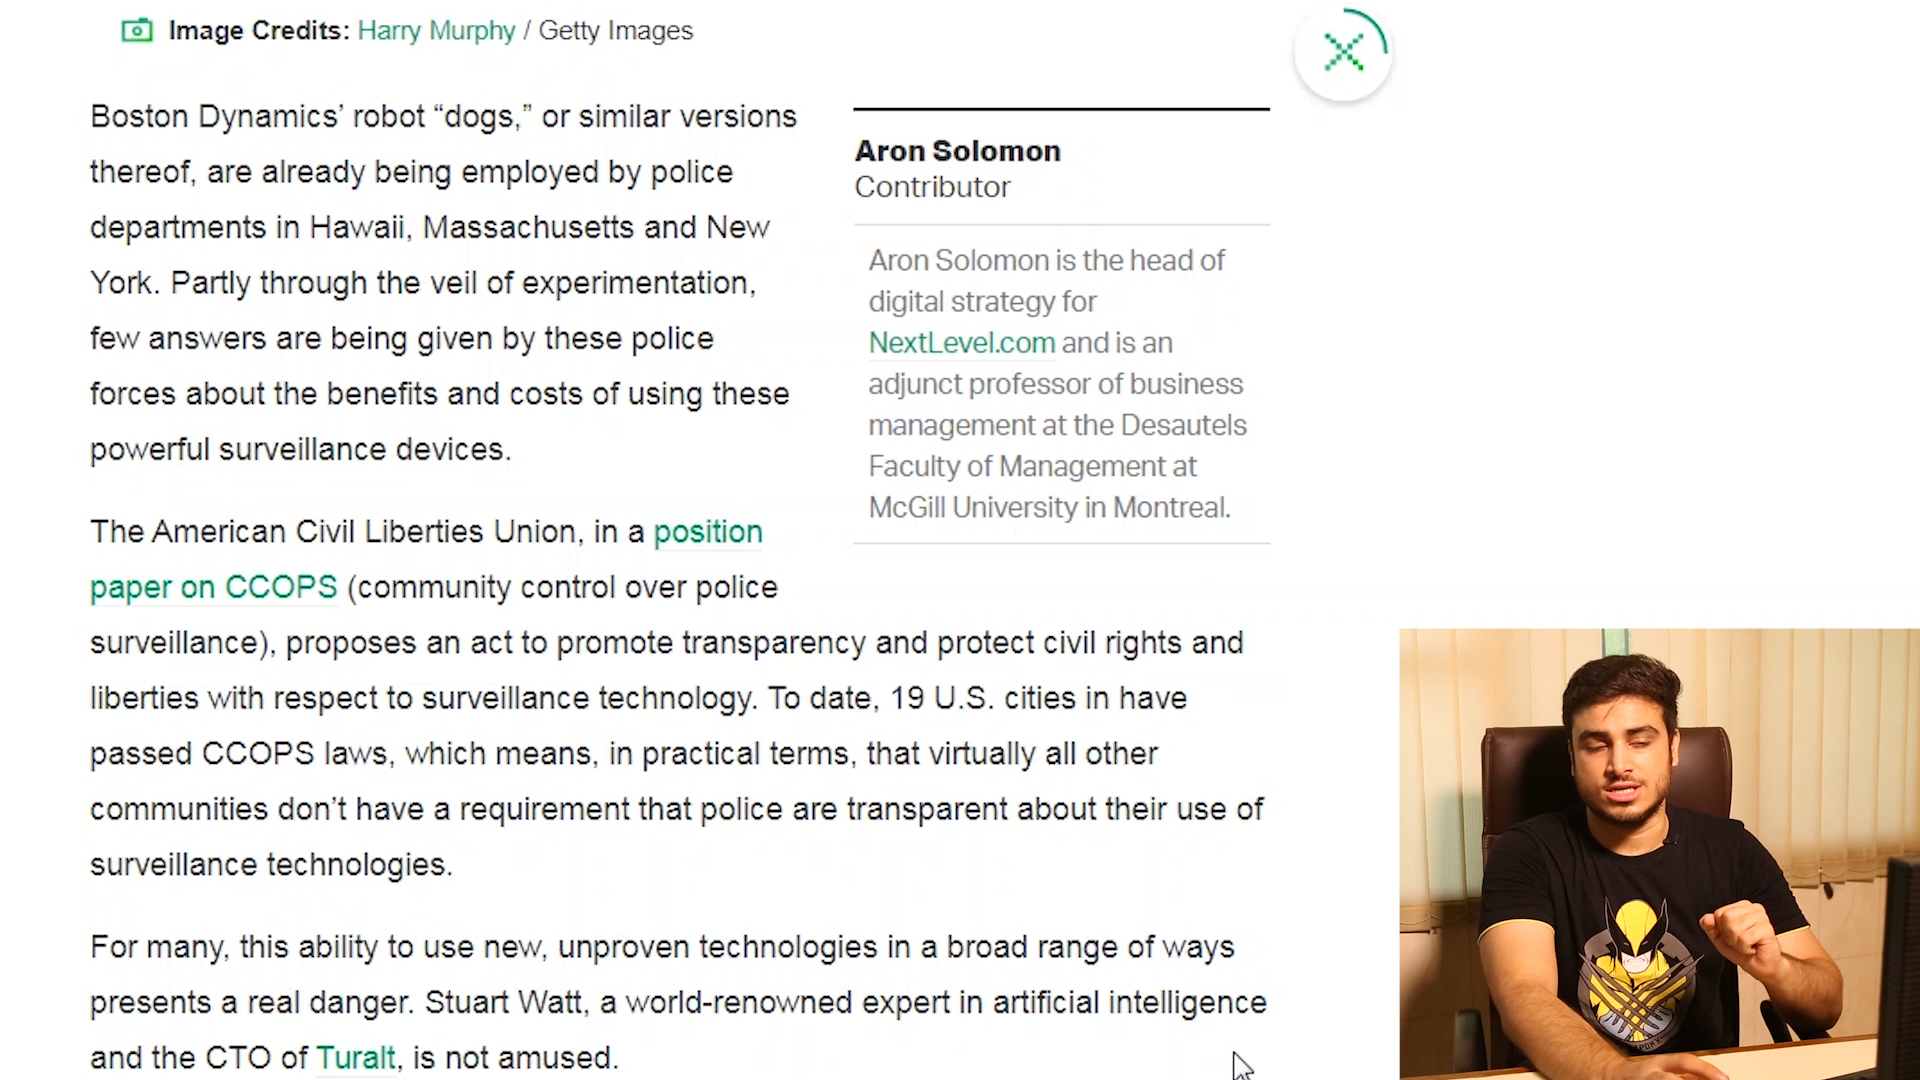 Image Credits: Harry Murphy / Getty Images
Boston Dynamics’ robot “dogs,” or similar versions
thereof, are already being employed by police
departments in Hawaii, Massachusetts and New
York. Partly through the veil of experimentation,
few answers are being given by these police
forces about the benefits and costs of using these
powerful surveillance devices.
Aron Solomon
Contributor
Aron Solomon is the head of
digital strategy for
NextLevel.com and is an
adjunct professor of business
management at the Desautels
Faculty of Management at
McGill University in Montreal.
The American Civil Liberties Union, in a position
paper on CCOPS (community control over police
surveillance), proposes an act to promote transparency and protect civil rights and
liberties with respect to surveillance technology. To date, 19 U.S. cities in have
passed CCOPS laws, which means, in practical terms, that virtually all other
communities don’t have a requirement that police are transparent about their use of
surveillance technologies.
For many, this ability to use new, unproven technologies in a broad range of ways
presents a real danger. Stuart Watt, a world-renowned expert in artificial intelligence
and the CTO of Turalt, is not amused.